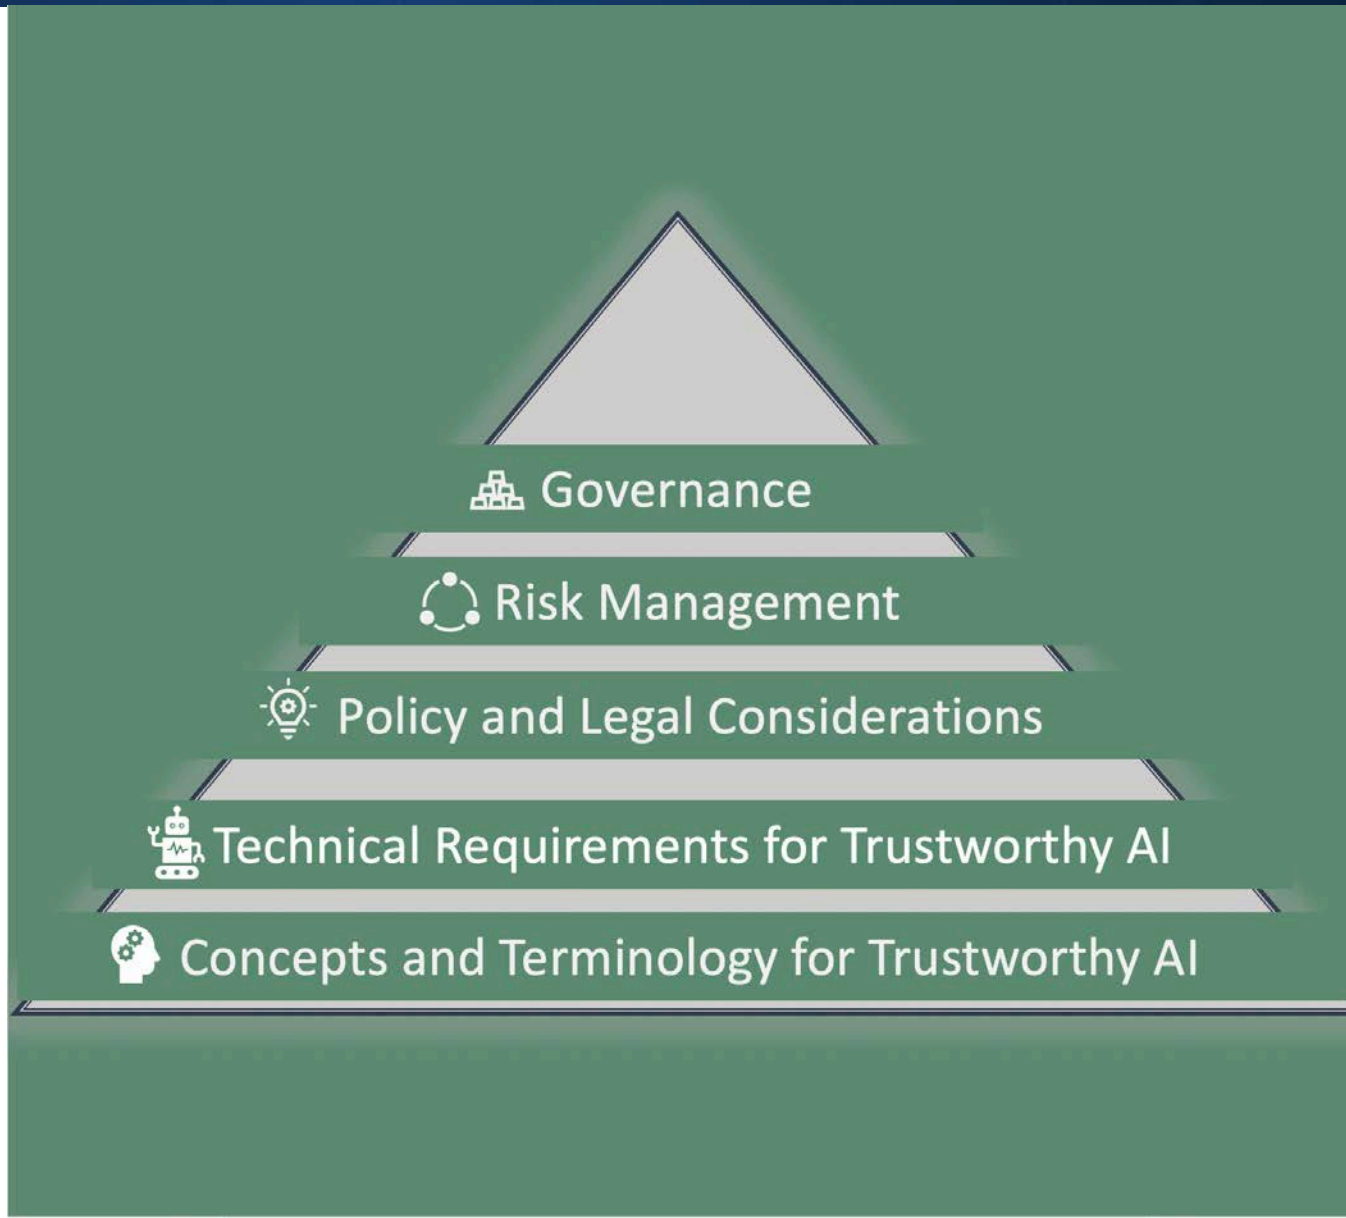 Governance
Risk Management
Policy and Legal Considerations
Technical Requirements for Trustworthy AI
Concepts and Terminology for Trustworthy AI